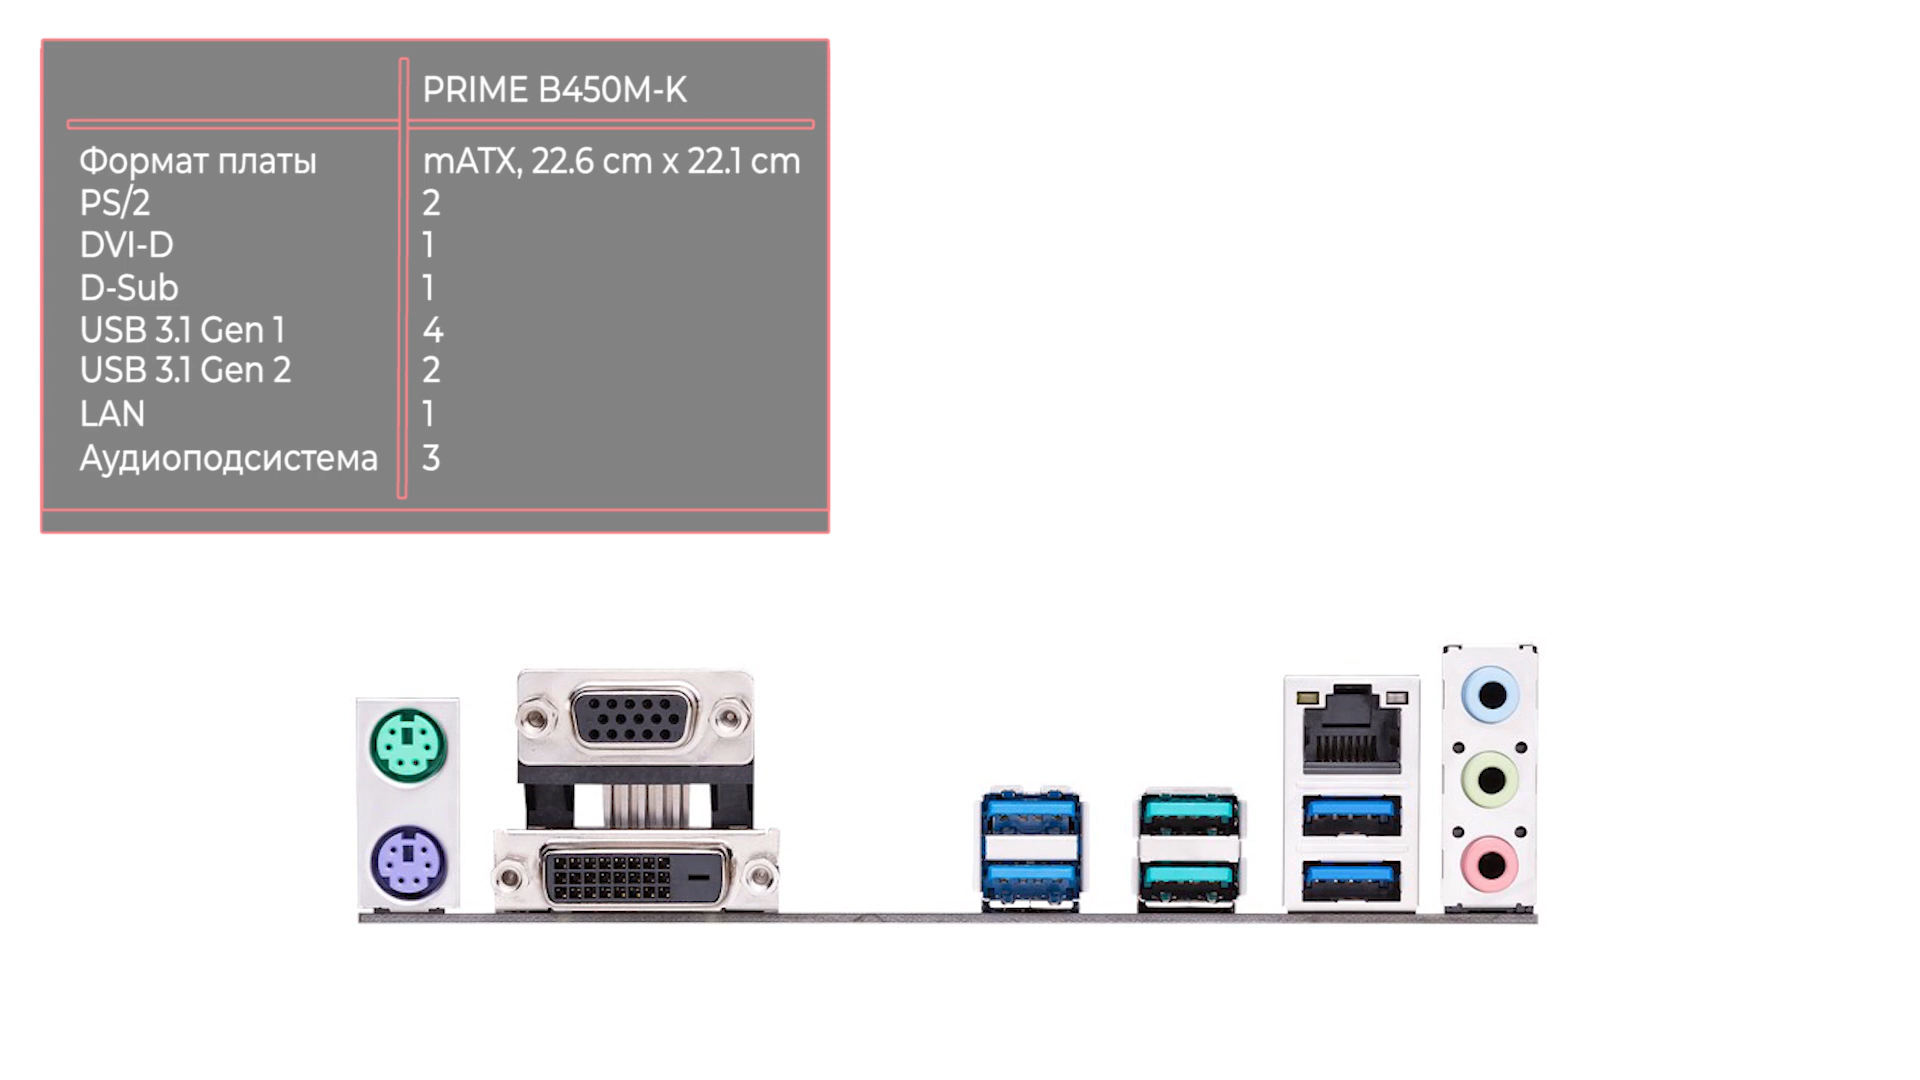 PRIME B450M-K
Формат платы mATX, 22.6 cm x 22.1 cm
PS/2 2
DVI-D 1
D-Sub 1
USB 3.1 Gen 1 4
USB 3.1 Gen 2 2
LAN 1
Аудиоподсистема 3